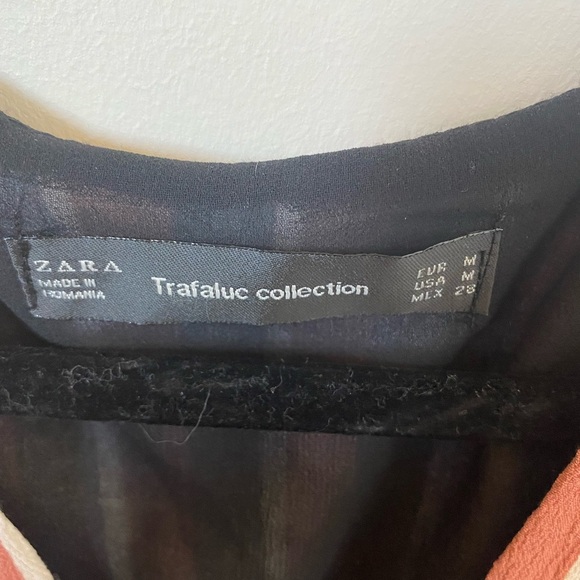 ZARA
MADE IN
ROMANIA
Trafaluc collection
EUR M
USA M
MEX 28